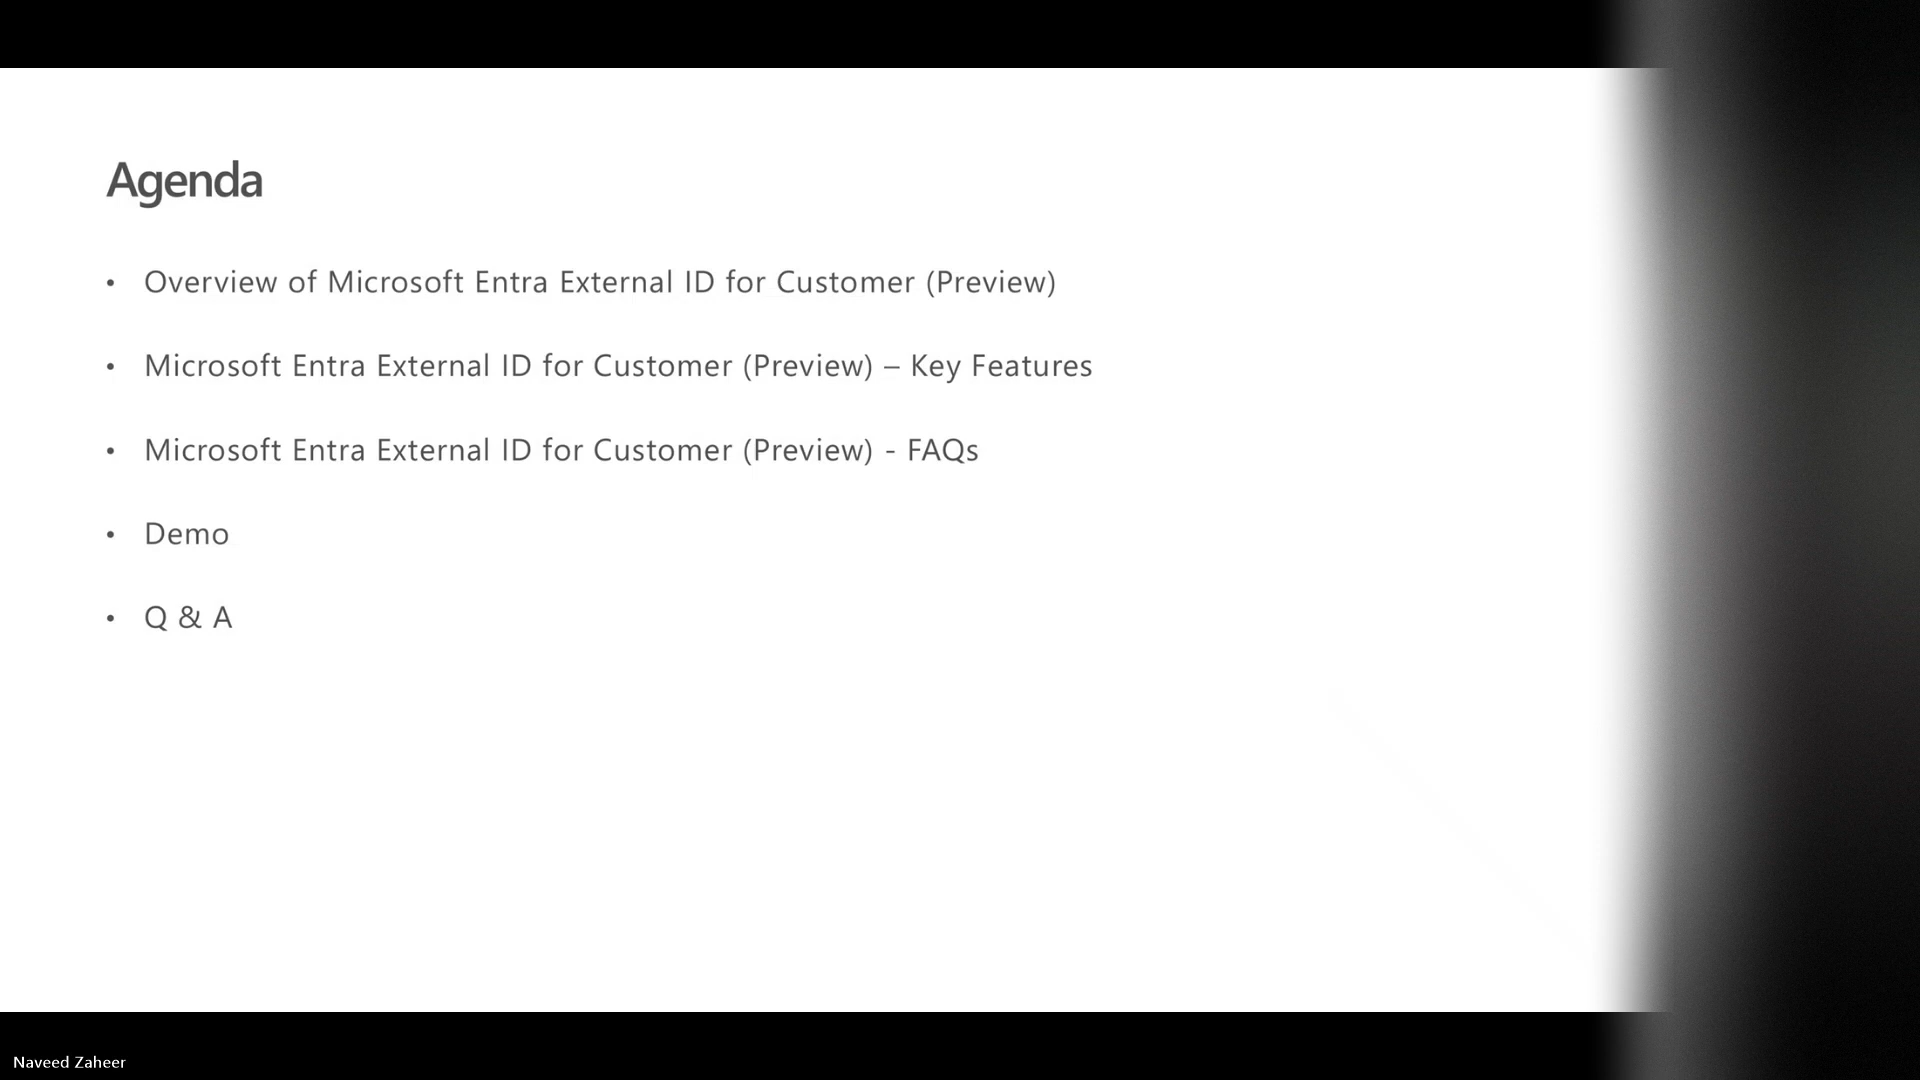 Agenda
• Overview of Microsoft Entra External ID for Customer (Preview)
• Microsoft Entra External ID for Customer (Preview) – Key Features
• Microsoft Entra External ID for Customer (Preview) - FAQs
• Demo
• Q & A
Naveed Zaheer